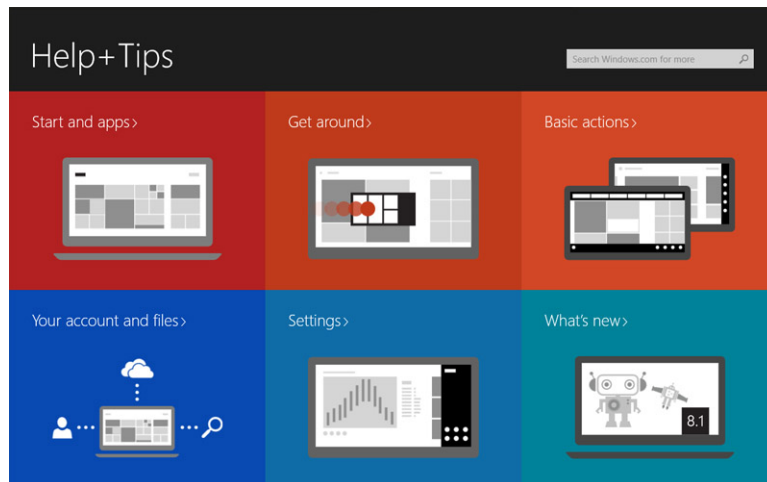 Help+Tips
Search Windows.com for more
Start and apps>
Get around>
Basic actions>
Your account and files>
Settings>
What's new>
8.1